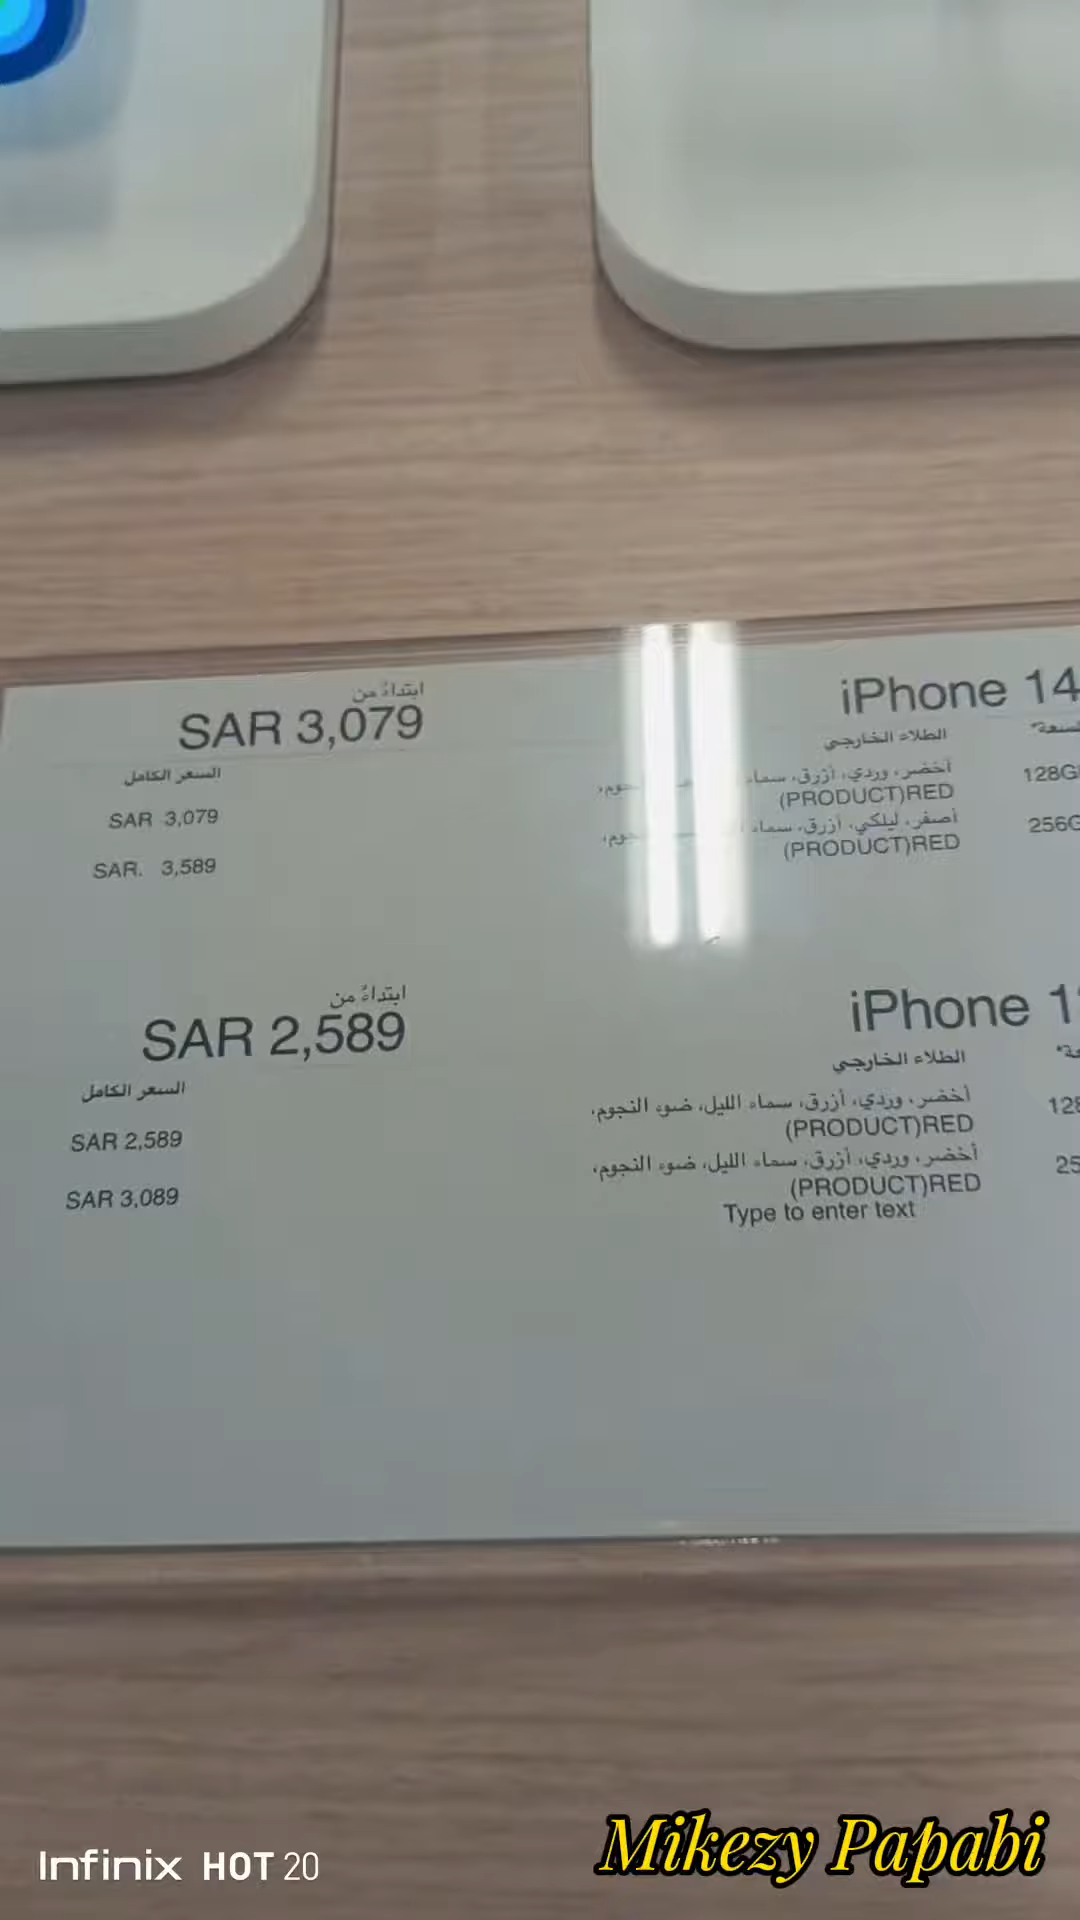 ابتداءً من
SAR 3,079
iPhone 14
السعر الكامل
الطلاء الخارجي
SAR 3,079
أخضر، وردي، أزرق، سماء
(PRODUCT)RED
128G
SAR. 3,589
أصفر، ليلكي، أزرق، سماء
(PRODUCT)RED
256G
ابتداءً من
SAR 2,589
iPhone 1
السعر الكامل
الطلاء الخارجي
SAR 2,589
أخضر، وردي، أزرق، سماء الليل، ضوء النجوم،
(PRODUCT)RED
128
SAR 3,089
أخضر، وردي، أزرق، سماء الليل، ضوء النجوم،
(PRODUCT)RED
25
Type to enter text
Infinix HOT 20
Mikezy Papabi